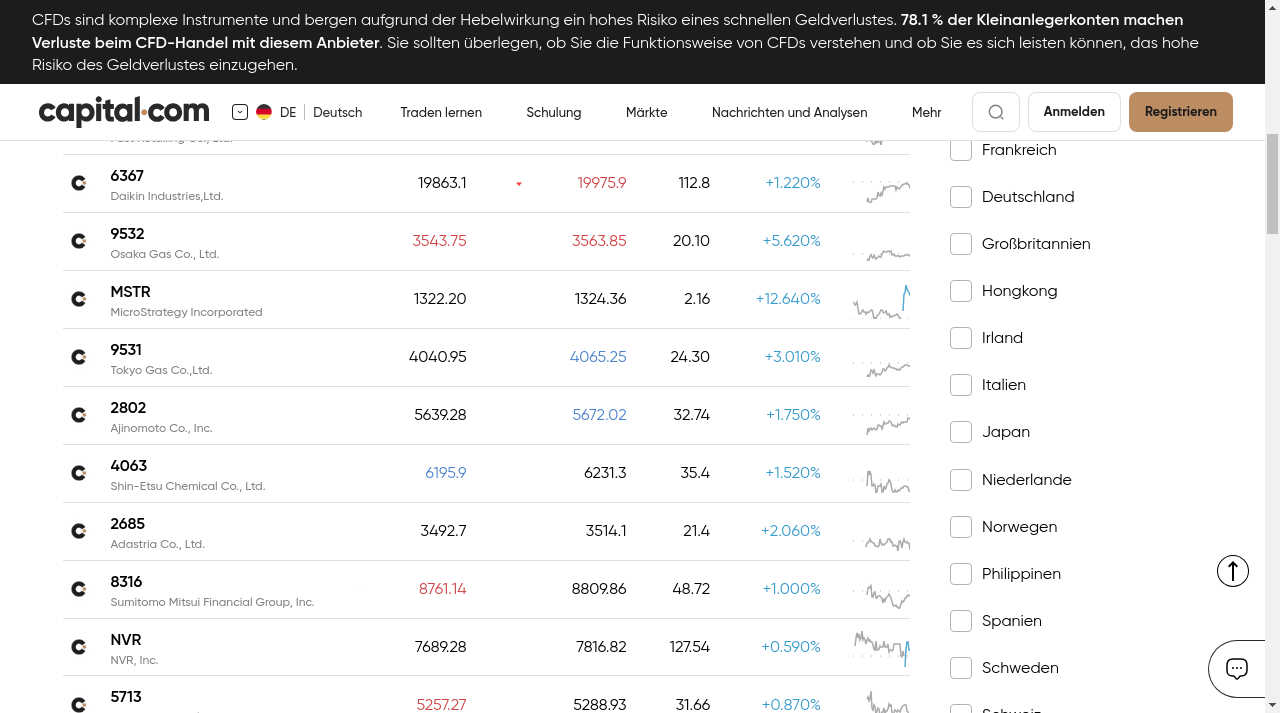 CFDs sind komplexe Instrumente und bergen aufgrund der Hebelwirkung ein hohes Risiko eines schnellen Geldverlustes. 78.1 % der Kleinanlegerkonten machen
Verluste beim CFD-Handel mit diesem Anbieter. Sie sollten überlegen, ob Sie die Funktionsweise von CFDs verstehen und ob Sie es sich leisten können, das hohe
Risiko des Geldverlustes einzugehen.
capital.com DE Deutsch Traden lernen Schulung Märkte Nachrichten und Analysen Mehr Anmelden Registrieren
Frankreich
6367 19863.1 19975.9 112.8 +1.220%
Daikin Industries,Ltd.
Deutschland
9532 3543.75 3563.85 20.10 +5.620%
Osaka Gas Co., Ltd.
Großbritannien
MSTR 1322.20 1324.36 2.16 +12.640%
MicroStrategy Incorporated
Hongkong
Irland
9531 4040.95 4065.25 24.30 +3.010%
Tokyo Gas Co.,Ltd.
Italien
2802 5639.28 5672.02 32.74 +1.750%
Ajinomoto Co., Inc.
Japan
4063 6195.9 6231.3 35.4 +1.520%
Shin-Etsu Chemical Co., Ltd.
Niederlande
2685 3492.7 3514.1 21.4 +2.060%
Adastria Co., Ltd.
Norwegen
8316 8761.14 8809.86 48.72 +1.000%
Sumitomo Mitsui Financial Group, Inc.
Philippinen
Spanien
NVR 7689.28 7816.82 127.54 +0.590%
NVR, Inc.
Schweden
5713 5257.27 5288.93 31.66 +0.870%